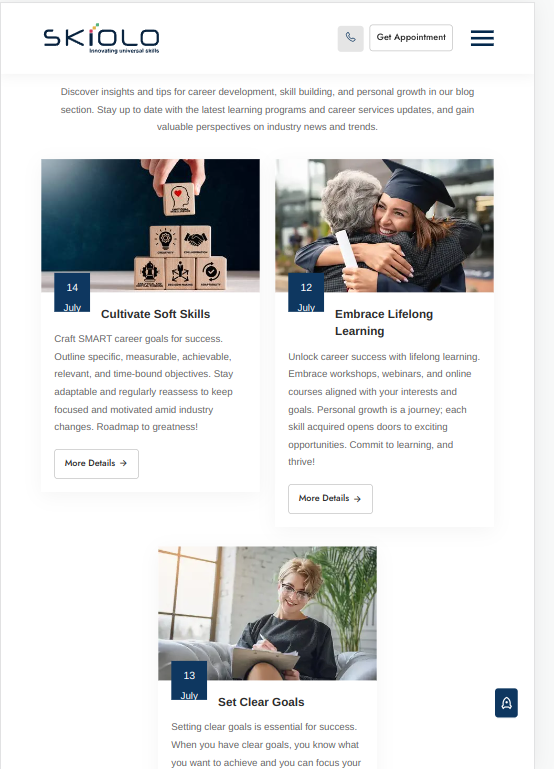 SKiOLO
Innovating universal skills
Get Appointment
Discover insights and tips for career development, skill building, and personal growth in our blog
section. Stay up to date with the latest learning programs and career services updates, and gain
valuable perspectives on industry news and trends.
14
July
Cultivate Soft Skills
Craft SMART career goals for success.
Outline specific, measurable, achievable,
relevant, and time-bound objectives. Stay
adaptable and regularly reassess to keep
focused and motivated amid industry
changes. Roadmap to greatness!
More Details →
12
July
Embrace Lifelong
Learning
Unlock career success with lifelong learning.
Embrace workshops, webinars, and online
courses aligned with your interests and
goals. Personal growth is a journey; each
skill acquired opens doors to exciting
opportunities. Commit to learning, and
thrive!
More Details →
13
July
Set Clear Goals
Setting clear goals is essential for success.
When you have clear goals, you know what
you want to achieve and you can focus your